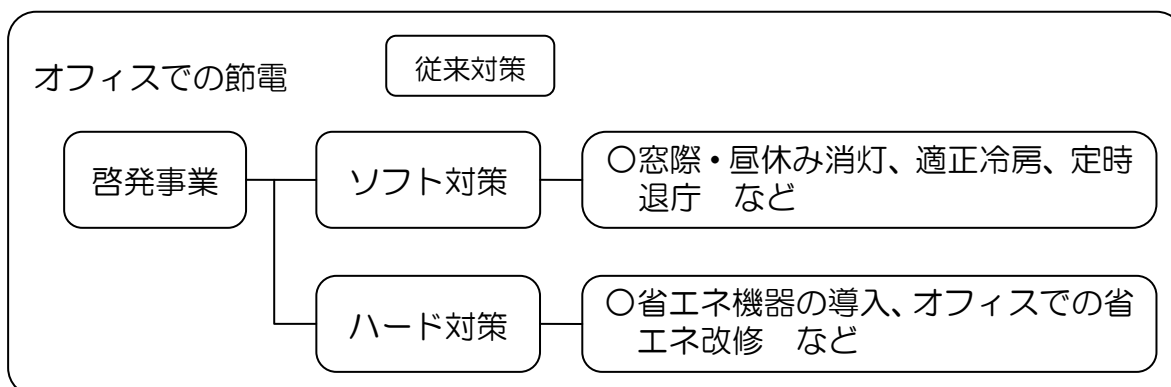 オフィスでの節電
従来対策
啓発事業
ソフト対策
〇窓際・昼休み消灯、適正冷房、定時
退庁　など
ハード対策
〇省エネ機器の導入、オフィスでの省
エネ改修　など